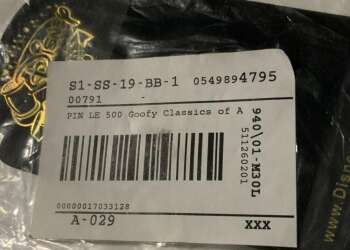 S1-SS-19-BB-1 0549894795
00791
PIN LE 500 Goofy Classics of A
940\01-M30L
511260201
00000017033128
A-029
XXX